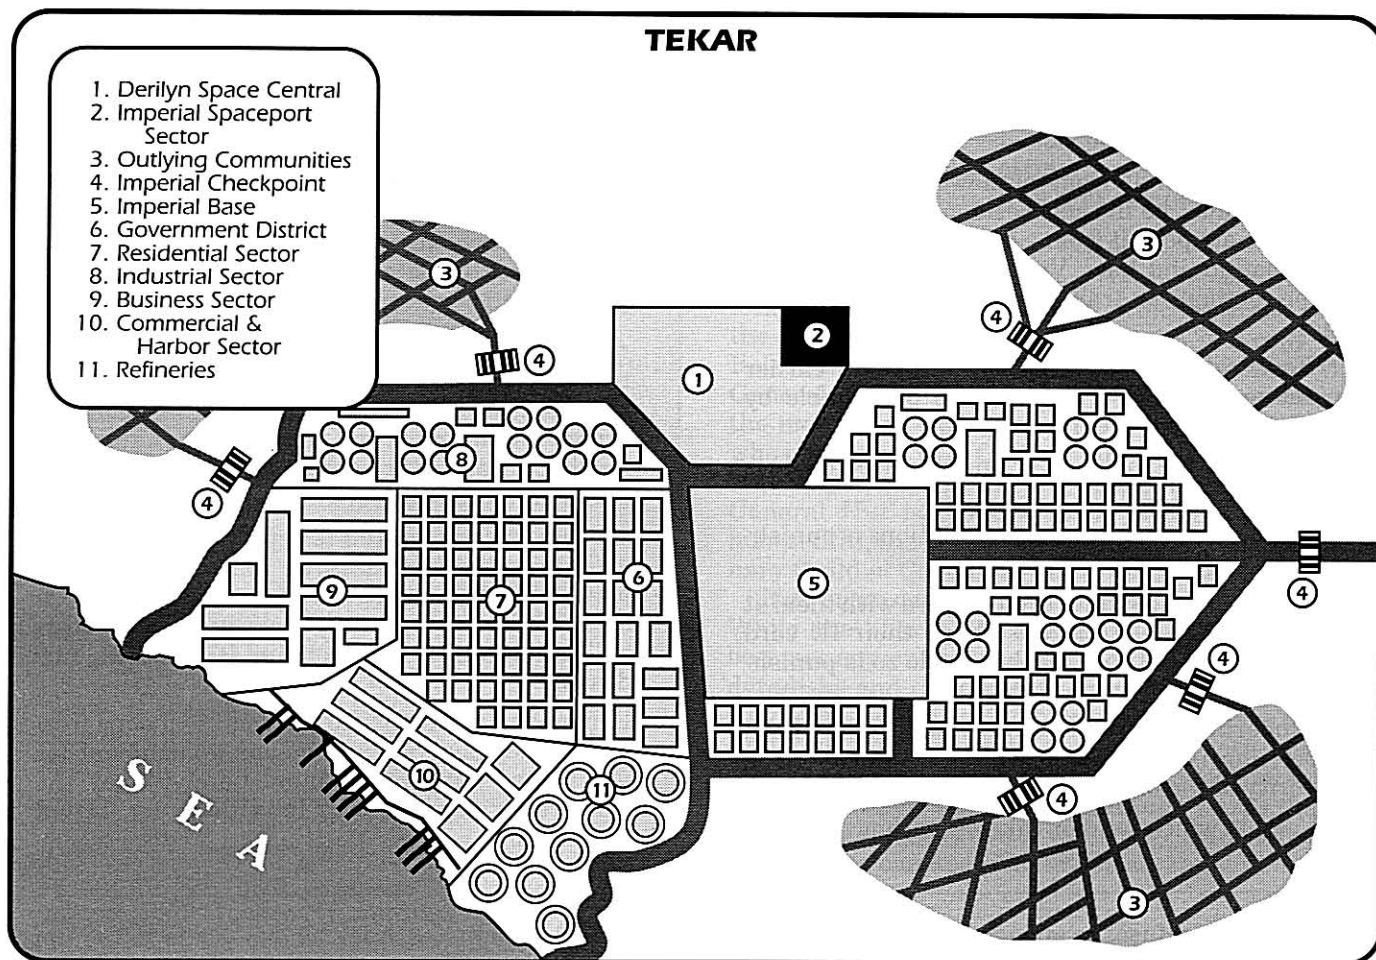 TEKAR
1. Derilyn Space Central
2. Imperial Spaceport
Sector
3. Outlying Communities
4. Imperial Checkpoint
5. Imperial Base
6. Government District
7. Residential Sector
8. Industrial Sector
9. Business Sector
10. Commercial &
Harbor Sector
11. Refineries
3
3
4
2
4
1
8
4
4
5
6
7
9
4
4
10
11
4
3
SEA